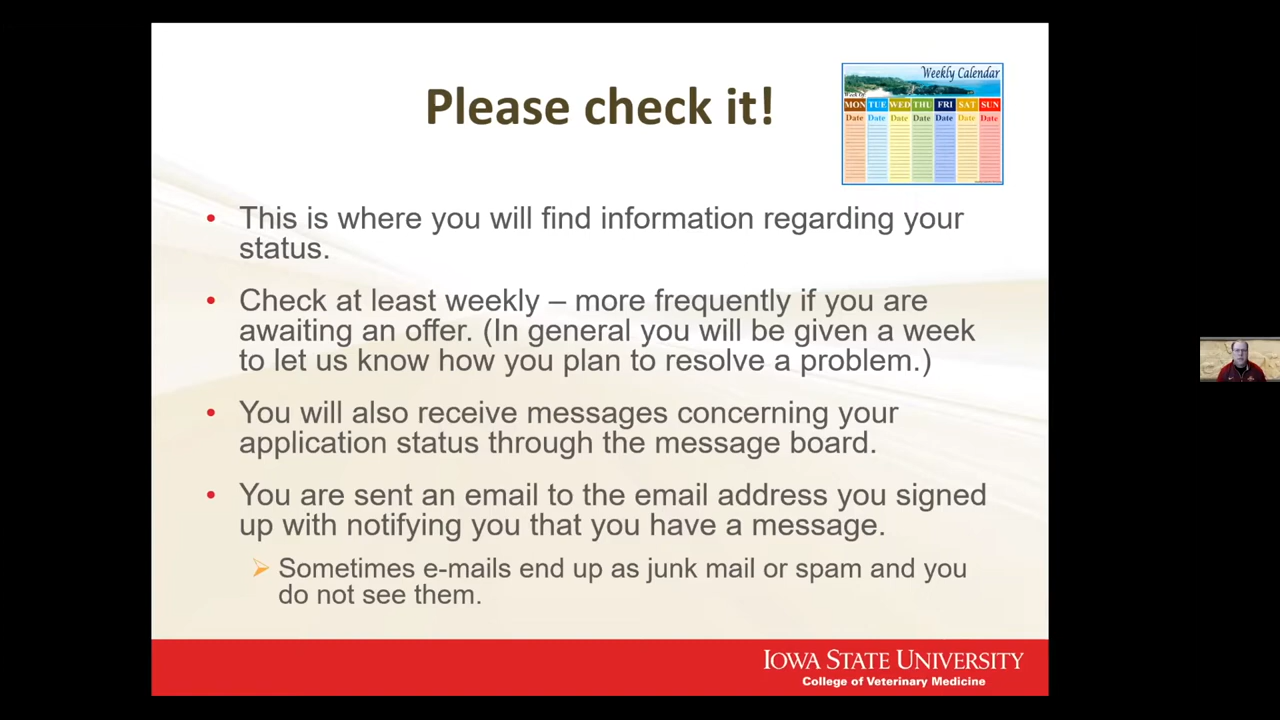 Please check it!
Weekly Calendar
MON TUE WED THU FRI SAT SUN
Date Date Date Date Date Date Date
• This is where you will find information regarding your
status.
• Check at least weekly – more frequently if you are
awaiting an offer. (In general you will be given a week
to let us know how you plan to resolve a problem.)
• You will also receive messages concerning your
application status through the message board.
• You are sent an email to the email address you signed
up with notifying you that you have a message.
➢ Sometimes e-mails end up as junk mail or spam and you
do not see them.
IOWA STATE UNIVERSITY
College of Veterinary Medicine